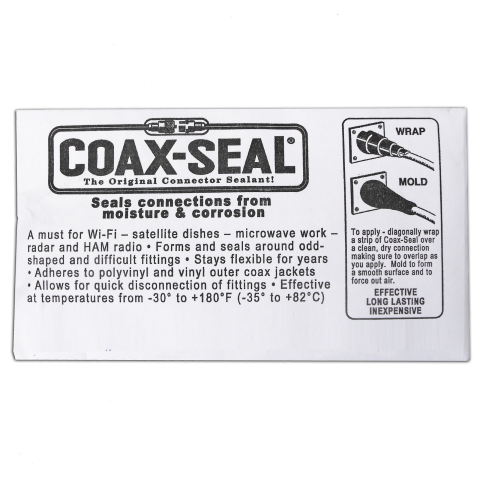 COAX-SEAL®
The Original Connector Sealant!
Seals connections from
moisture & corrosion
A must for Wi-Fi – satellite dishes – microwave work –
radar and HAM radio • Forms and seals around odd-
shaped and difficult fittings • Stays flexible for years
• Adheres to polyvinyl and vinyl outer coax jackets
• Allows for quick disconnection of fittings • Effective
at temperatures from -30° to +180°F (-35° to +82°C)
WRAP
MOLD
To apply - diagonally wrap
a strip of Coax-Seal over
a clean, dry connection
making sure to overlap as
you apply. Mold to form
a smooth surface and to
force out air.
EFFECTIVE
LONG LASTING
INEXPENSIVE